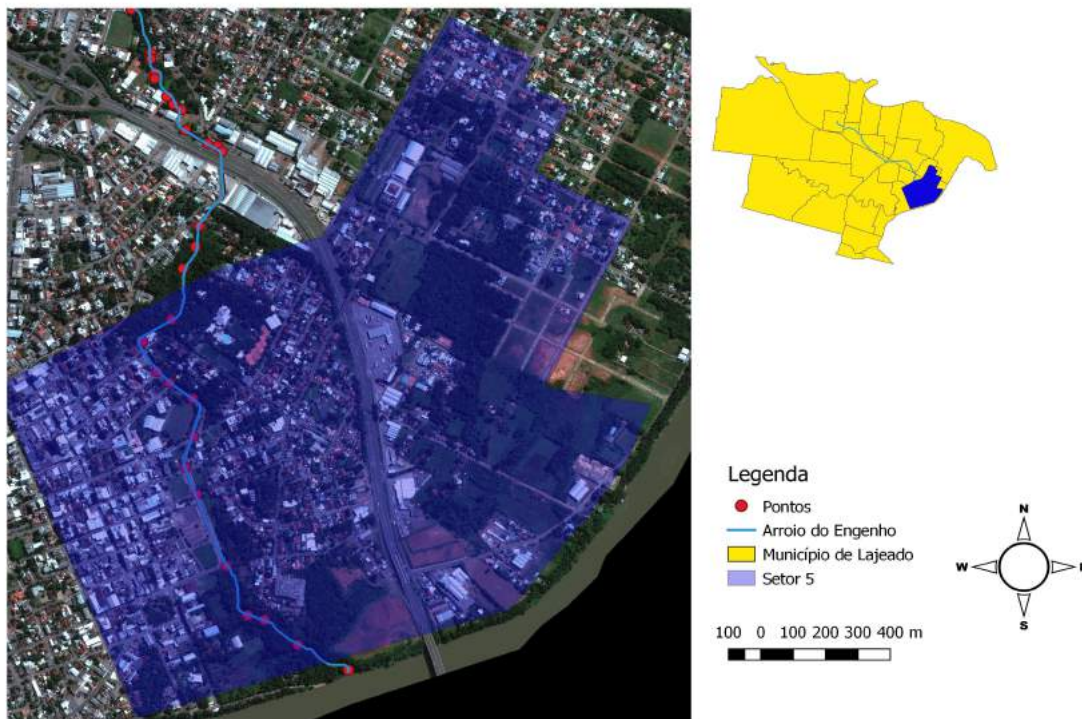 Legenda
Pontos
Arroio do Engenho
Município de Lajeado
Setor 5
N
W
S
100 0 100 200 300 400 m